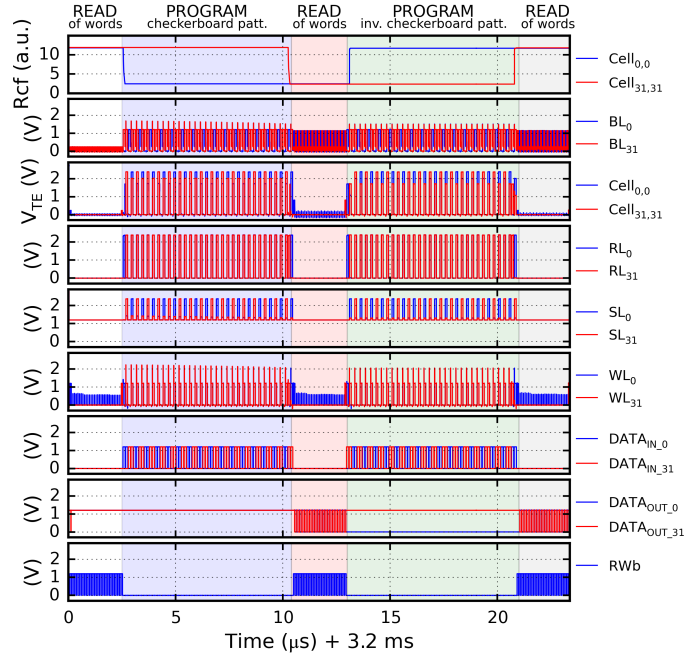 READ PROGRAM READ PROGRAM READ
of words checkerboard patt. of words inv. checkerboard patt. of words
Rcf (a.u.)
10
5
0
Cell0,0
Cell31,31
(V)
2
1
0
BL0
BL31
VTE (V)
2
1
0
Cell0,0
Cell31,31
(V)
2
1
0
RL0
RL31
(V)
2
1
0
SL0
SL31
(V)
2
1
0
WL0
WL31
(V)
2
1
0
DATAIN_0
DATAIN_31
(V)
2
1
0
DATAOUT_0
DATAOUT_31
(V)
2
1
0
RWb
0 5 10 15 20
Time (μs) + 3.2 ms